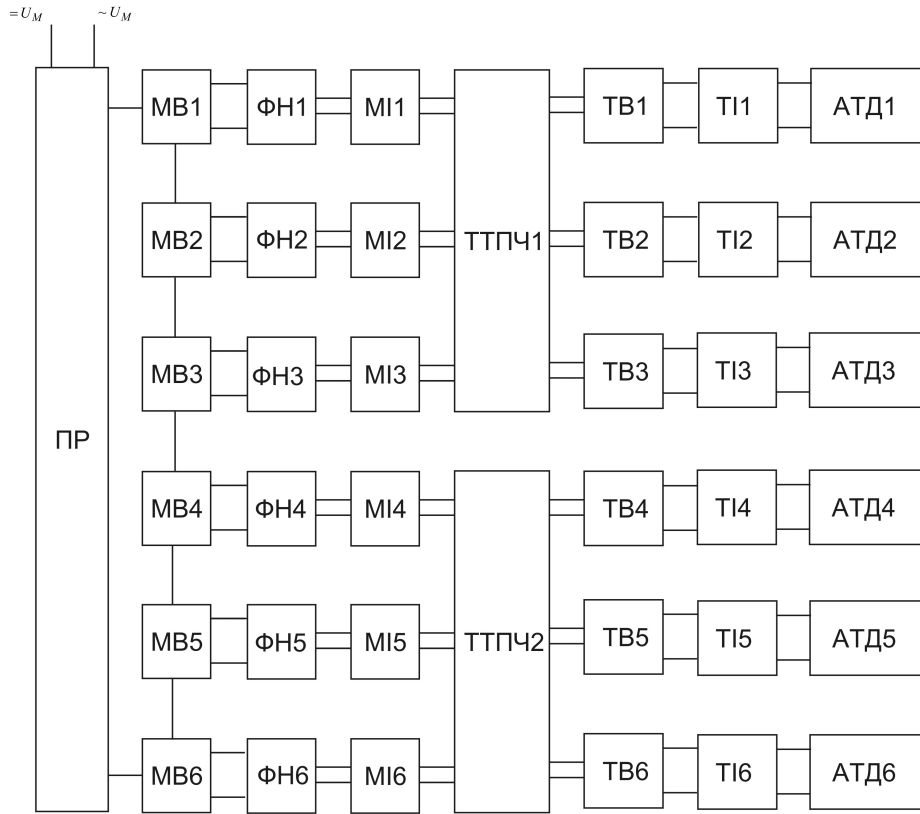 =U_M ~U_M
МВ1 ФН1 МІ1 ТВ1 ТІ1 АТД1
МВ2 ФН2 МІ2 ТТПЧ1 ТВ2 ТІ2 АТД2
МВ3 ФН3 МІ3 ТВ3 ТІ3 АТД3
ПР
МВ4 ФН4 МІ4 ТВ4 ТІ4 АТД4
МВ5 ФН5 МІ5 ТТПЧ2 ТВ5 ТІ5 АТД5
МВ6 ФН6 МІ6 ТВ6 ТІ6 АТД6